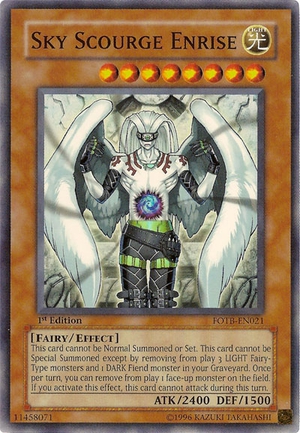 SKY SCOURGE ENRISE
LIGHT
光
1st Edition
FOTB-EN021
[FAIRY/EFFECT]
This card cannot be Normal Summoned or Set. This card cannot be
Special Summoned except by removing from play 3 LIGHT Fairy-
Type monsters and 1 DARK Fiend monster in your Graveyard. Once
per turn, you can remove from play 1 face-up monster on the field.
If you activate this effect, this card cannot attack during this turn.
ATK/2400 DEF/1500
11458071
©1996 KAZUKI TAKAHASHI